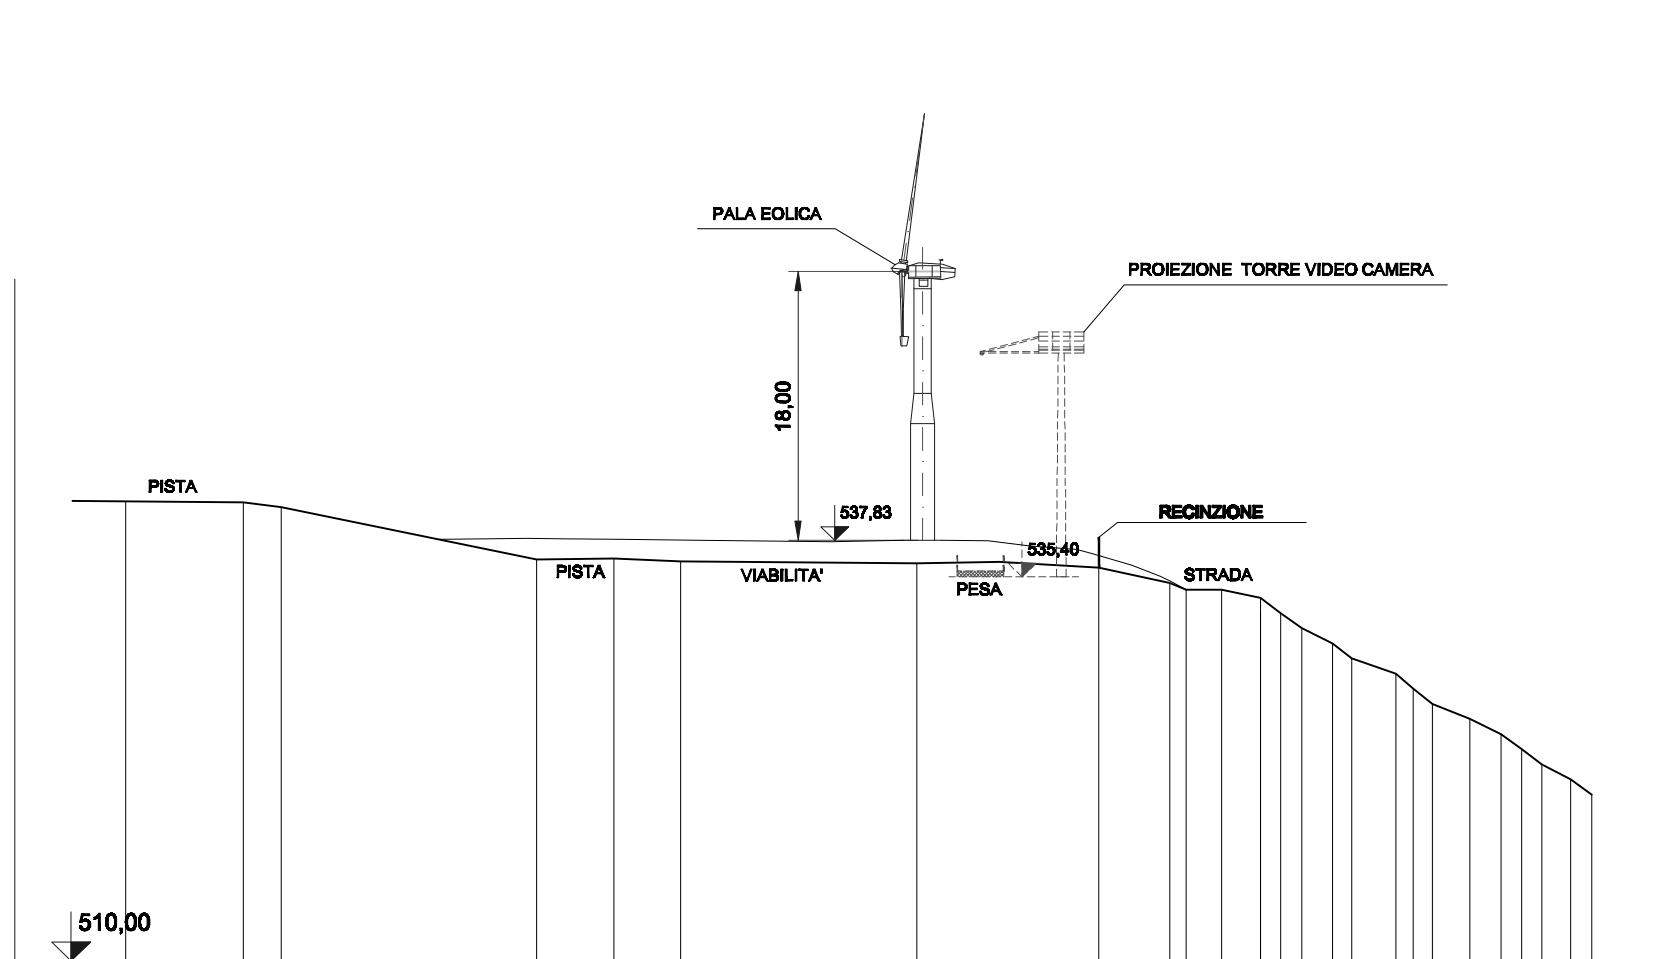 PALA EOLICA
PROIEZIONE TORRE VIDEO CAMERA
18,00
PISTA
537,83
RECINZIONE
535,40
PISTA
VIABILITA'
PESA
STRADA
510,00